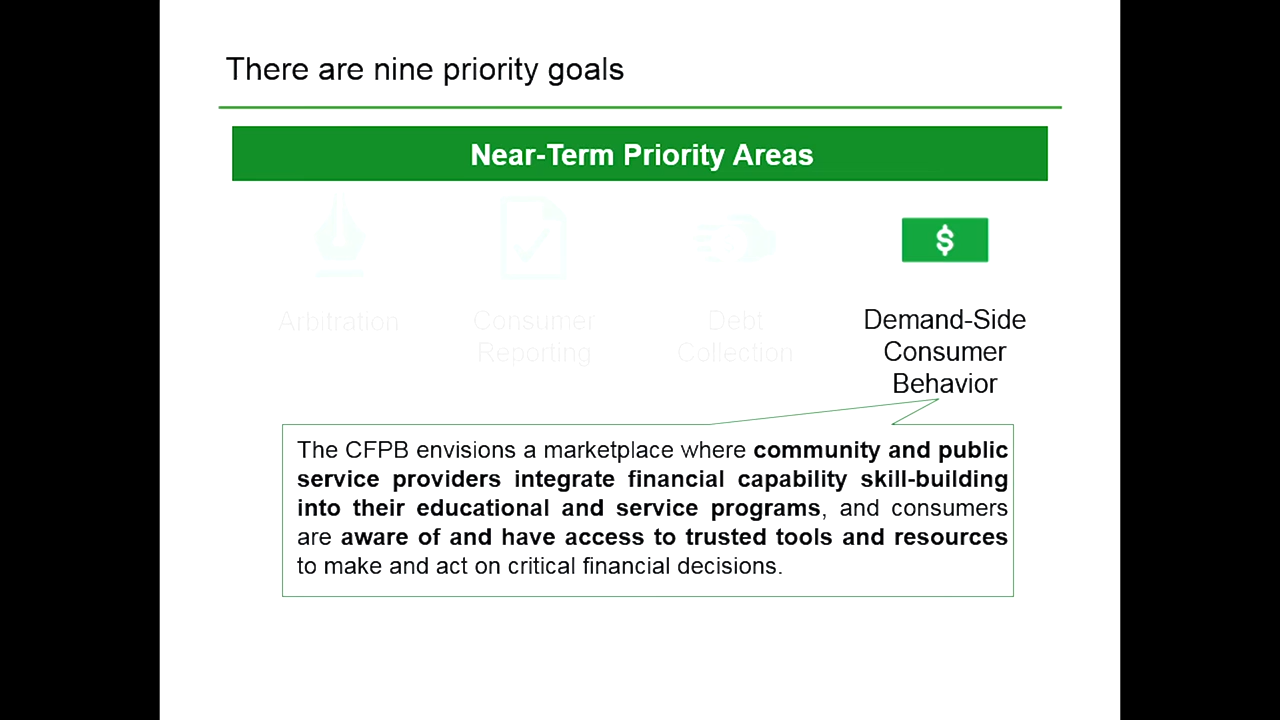 There are nine priority goals
Near-Term Priority Areas
$
Arbitration
Consumer
Reporting
Debt
Collection
Demand-Side
Consumer
Behavior
The CFPB envisions a marketplace where community and public
service providers integrate financial capability skill-building
into their educational and service programs, and consumers
are aware of and have access to trusted tools and resources
to make and act on critical financial decisions.